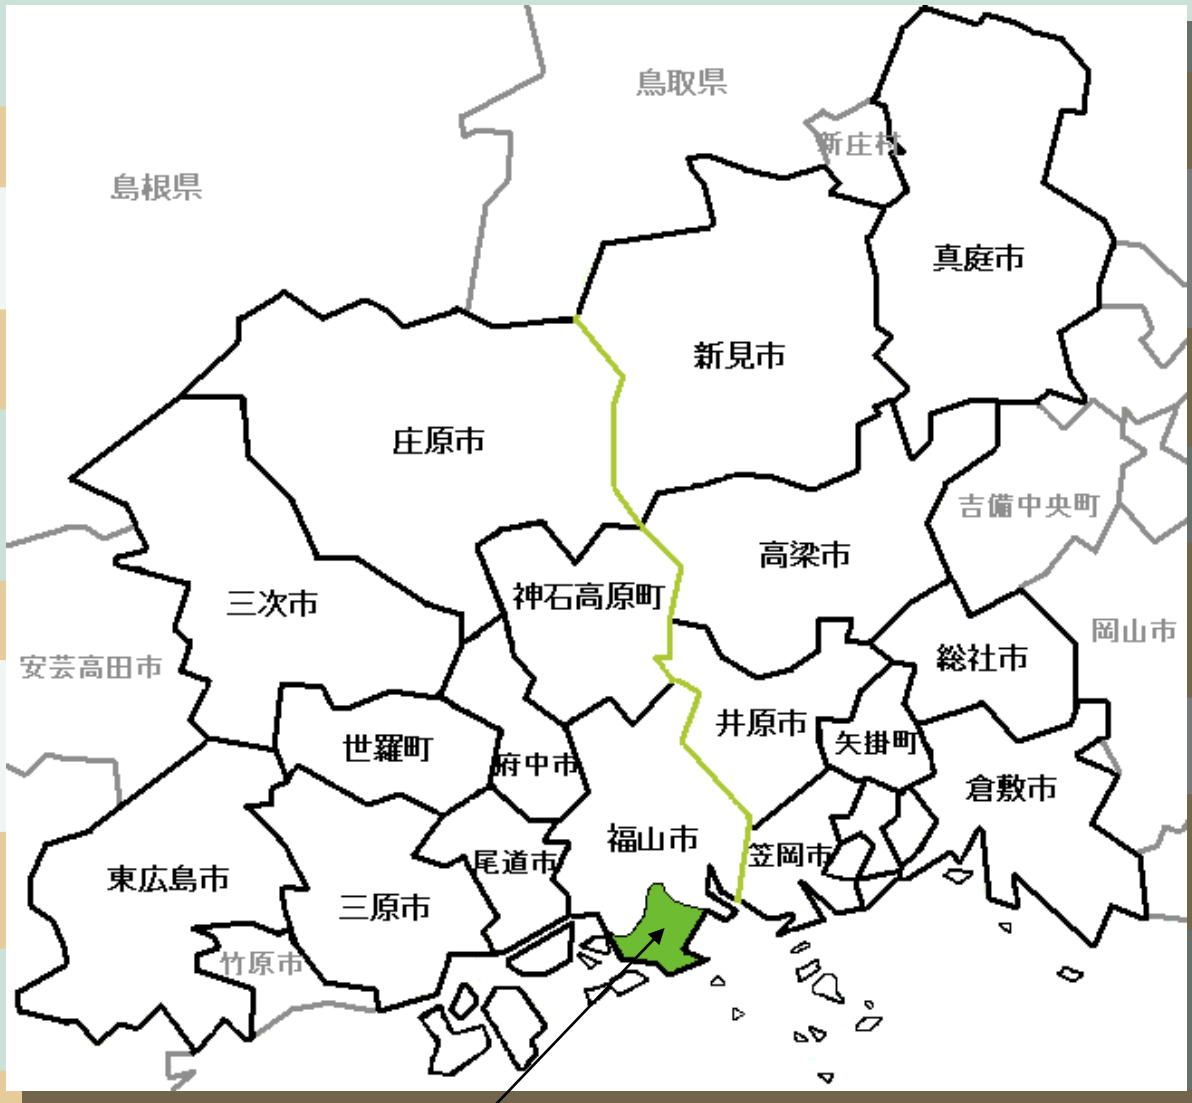 鳥取県
新庄村
島根県
真庭市
新見市
庄原市
吉備中央町
高梁市
神石高原町
三次市
岡山市
総社市
安芸高田市
井原市
矢掛町
世羅町
府中市
倉敷市
福山市
笠岡市
尾道市
東広島市
三原市
竹原市